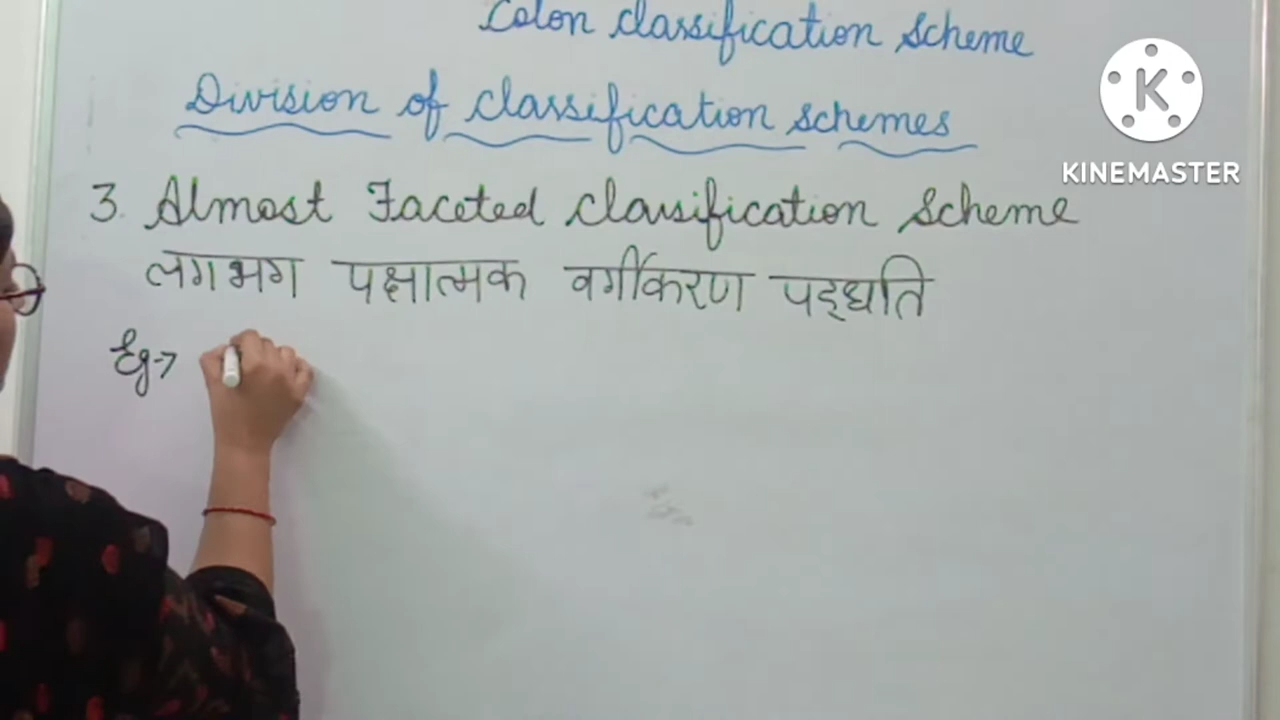 Colon classification Scheme
Division of classification schemes
3. Almost Faceted classification Scheme
लगभग पक्षात्मक वर्गीकरण पद्धति
Eg->
K
KINEMASTER